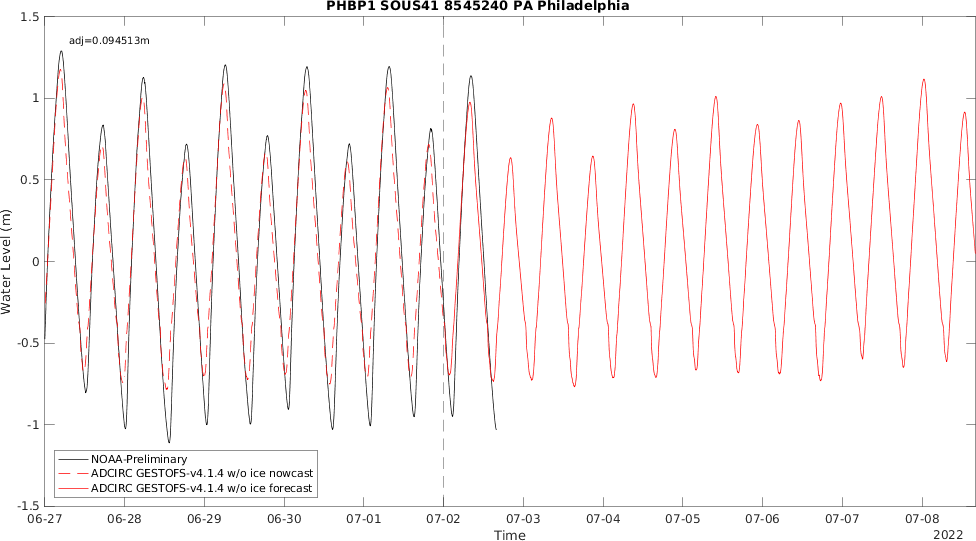 PHBP1 SOUS41 8545240 PA Philadelphia
1.5
adj=0.094513m
1
0.5
0
-0.5
-1
-1.5
Water Level (m)
NOAA-Preliminary
ADCIRC GESTOFS-v4.1.4 w/o ice nowcast
ADCIRC GESTOFS-v4.1.4 w/o ice forecast
06-27 06-28 06-29 06-30 07-01 07-02 07-03 07-04 07-05 07-06 07-07 07-08
Time
2022